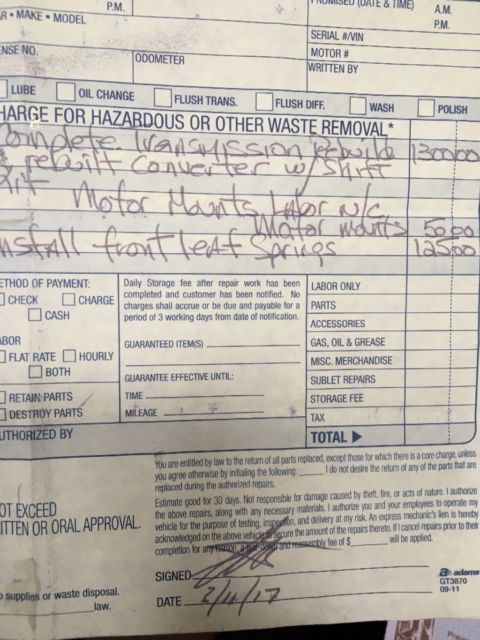 P.M.
PROMISED (DATE & TIME) A.M.
P.M.
AR • MAKE • MODEL
SERIAL #/VIN
ENSE NO.
ODOMETER
MOTOR #
WRITTEN BY
LUBE OIL CHANGE FLUSH TRANS. FLUSH DIFF. WASH POLISH
HARGE FOR HAZARDOUS OR OTHER WASTE REMOVAL*
omplete Transmission rebuild 130000
& rebuilt Converter w/ Shift
Kit
Motor Mounts Labor N/C
Motor mounts 5000
nstall front leaf Springs 12500
ETHOD OF PAYMENT:
CHECK CHARGE
CASH
ABOR
FLAT RATE HOURLY
BOTH
RETAIN PARTS
DESTROY PARTS
UTHORIZED BY
Daily Storage fee after repair work has been
completed and customer has been notified. No
charges shall accrue or be due and payable for a
period of 3 working days from date of notification.
GUARANTEED ITEM(S)
GUARANTEE EFFECTIVE UNTIL:
TIME
MILEAGE
LABOR ONLY
PARTS
ACCESSORIES
GAS, OIL & GREASE
MISC. MERCHANDISE
SUBLET REPAIRS
STORAGE FEE
TAX
TOTAL
You are entitled by law to the return of all parts replaced, except those for which there is a core charge, unless
you agree otherwise by initialing the following: I do not desire the return of any of the parts that are
replaced during the authorized repairs.
OT EXCEED
ITTEN OR ORAL APPROVAL.
Estimate good for 30 days. Not responsible for damage caused by theft, fire, or acts of nature. I authorize
the above repairs, along with any necessary materials. I authorize you and your employees to operate my
vehicle for the purpose of testing, inspection, and delivery at my risk. An express mechanic's lien is hereby
acknowledged on the above vehicle to secure the amount of repairs thereto. If I cancel repairs prior to their
completion for any reason, a tear-down and reassembly fee of $ will be applied.
SIGNED
DATE 2/11/17
p supplies or waste disposal.
law.
adams
GT3870
09-11